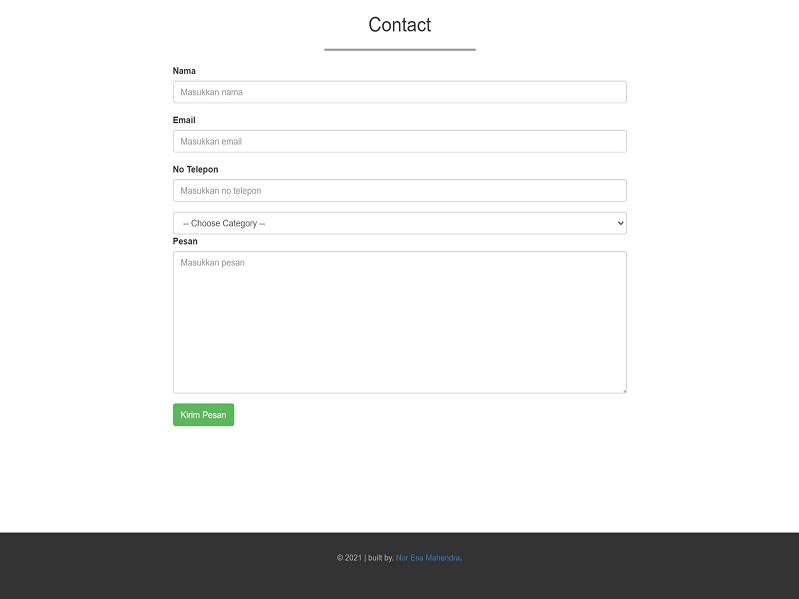 Contact
Nama
Masukkan nama
Email
Masukkan email
No Telepon
Masukkan no telepon
-- Choose Category --
Pesan
Masukkan pesan
Kirim Pesan
© 2021 | built by. Nur Esa Mahendra.